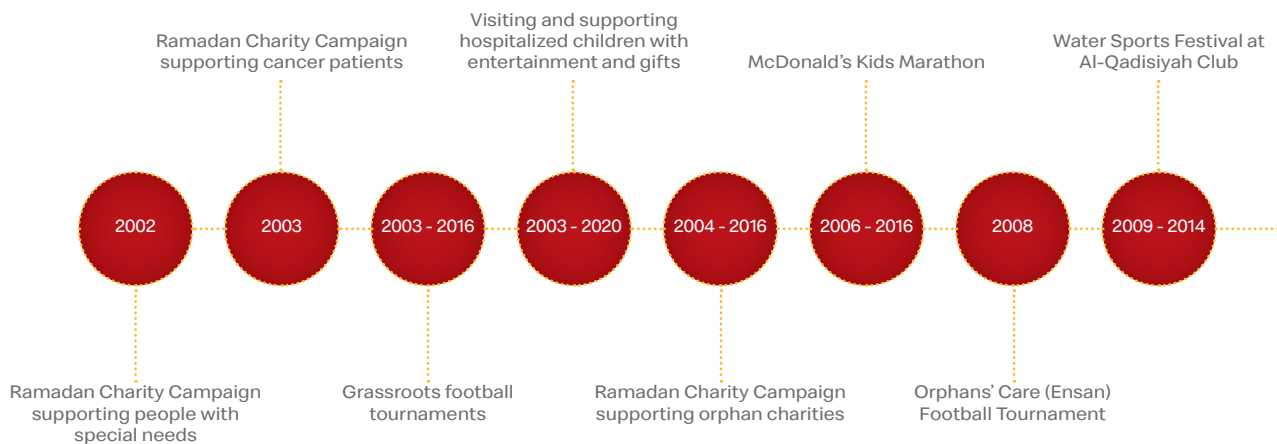 Ramadan Charity Campaign
supporting cancer patients
Visiting and supporting
hospitalized children with
entertainment and gifts
McDonald's Kids Marathon
Water Sports Festival at
Al-Qadisiyah Club
2002
2003
2003 - 2016
2003 - 2020
2004 - 2016
2006 - 2016
2008
2009 - 2014
Ramadan Charity Campaign
supporting people with
special needs
Grassroots football
tournaments
Ramadan Charity Campaign
supporting orphan charities
Orphans' Care (Ensan)
Football Tournament